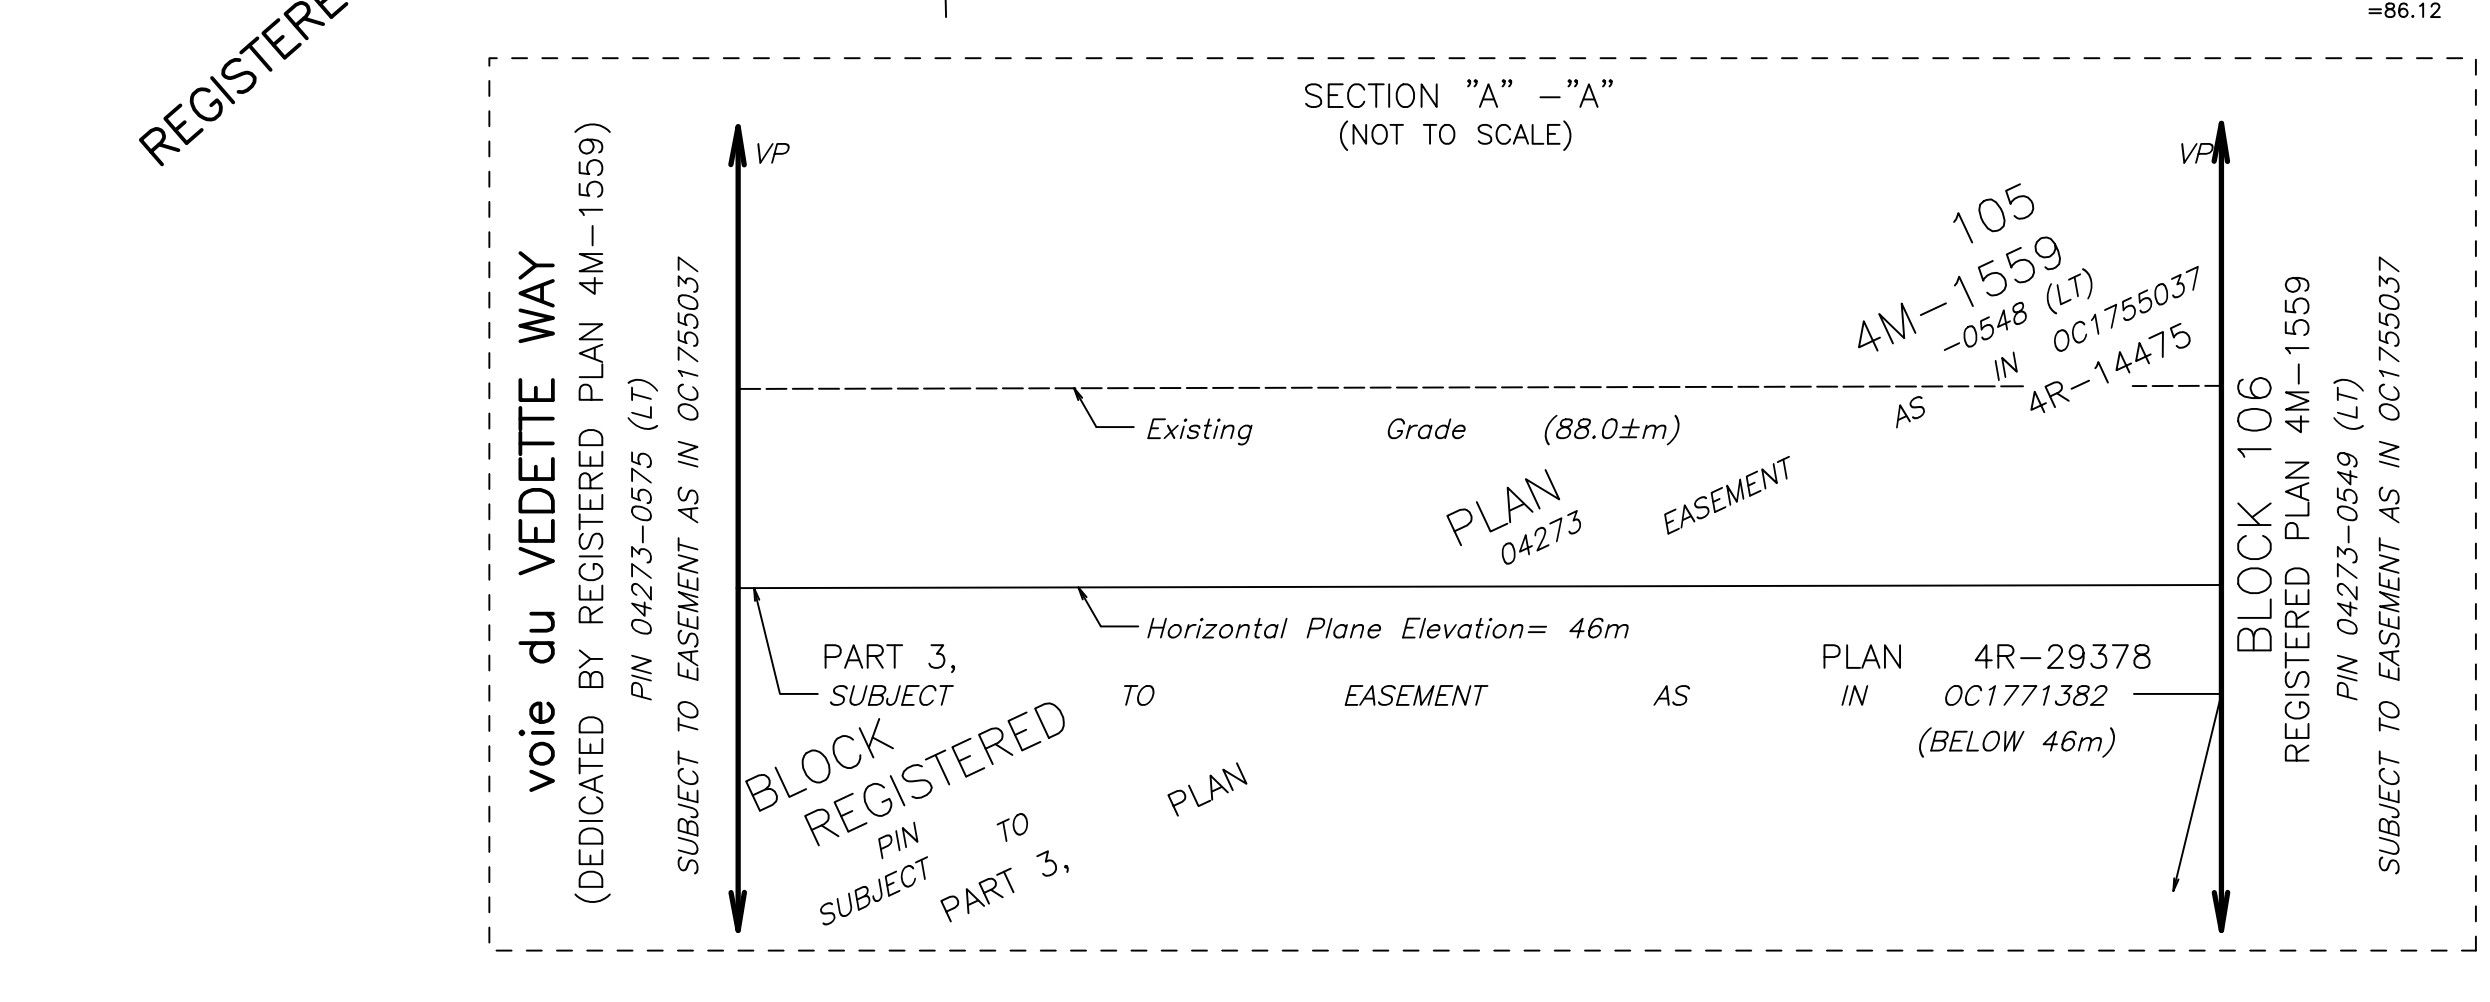 REGISTERE
=86.12
SECTION "A" -"A"
(NOT TO SCALE)
voie du VEDETTE WAY
(DEDICATED BY REGISTERED PLAN 4M-1559)
PIN 04273-0575 (LT)
SUBJECT TO EASEMENT AS IN OC1755037
VP
VP
Existing Grade (88.0±m)
Horizontal Plane Elevation= 46m
PART 3, PLAN 4R-29378
SUBJECT TO EASEMENT AS IN OC1771382
(BELOW 46m)
BLOCK 105
REGISTERED PLAN 4M-1559
PIN 04273 -0548 (LT)
SUBJECT TO EASEMENT AS IN OC1755037
PART 3, PLAN 4R-14475
BLOCK 106
REGISTERED PLAN 4M-1559
PIN 04273-0549 (LT)
SUBJECT TO EASEMENT AS IN OC1755037